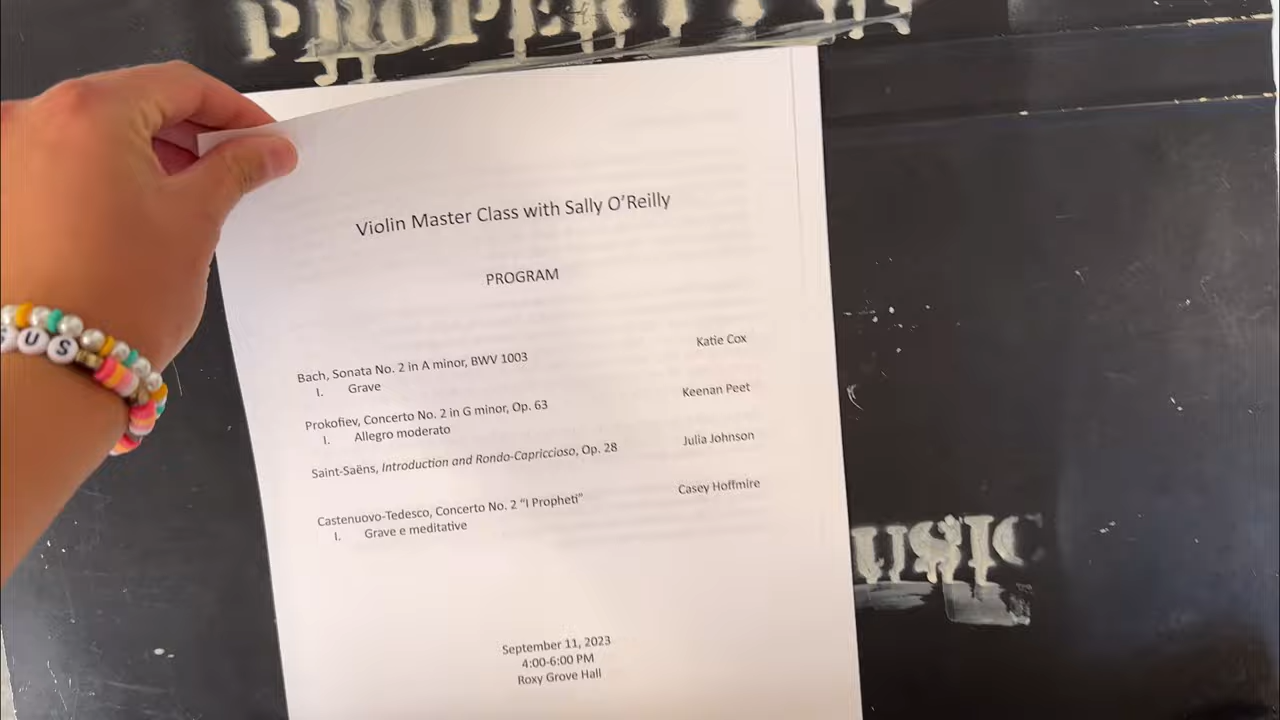 PROPERTY
Violin Master Class with Sally O'Reilly
PROGRAM
Bach, Sonata No. 2 in A minor, BWV 1003 Katie Cox
I. Grave
Prokofiev, Concerto No. 2 in G minor, Op. 63 Keenan Peet
I. Allegro moderato
Saint-Saëns, Introduction and Rondo-Capriccioso, Op. 28 Julia Johnson
Castenuovo-Tedesco, Concerto No. 2 "I Propheti" Casey Hoffmire
I. Grave e meditative
September 11, 2023
4:00-6:00 PM
Roxy Grove Hall
USIC
US